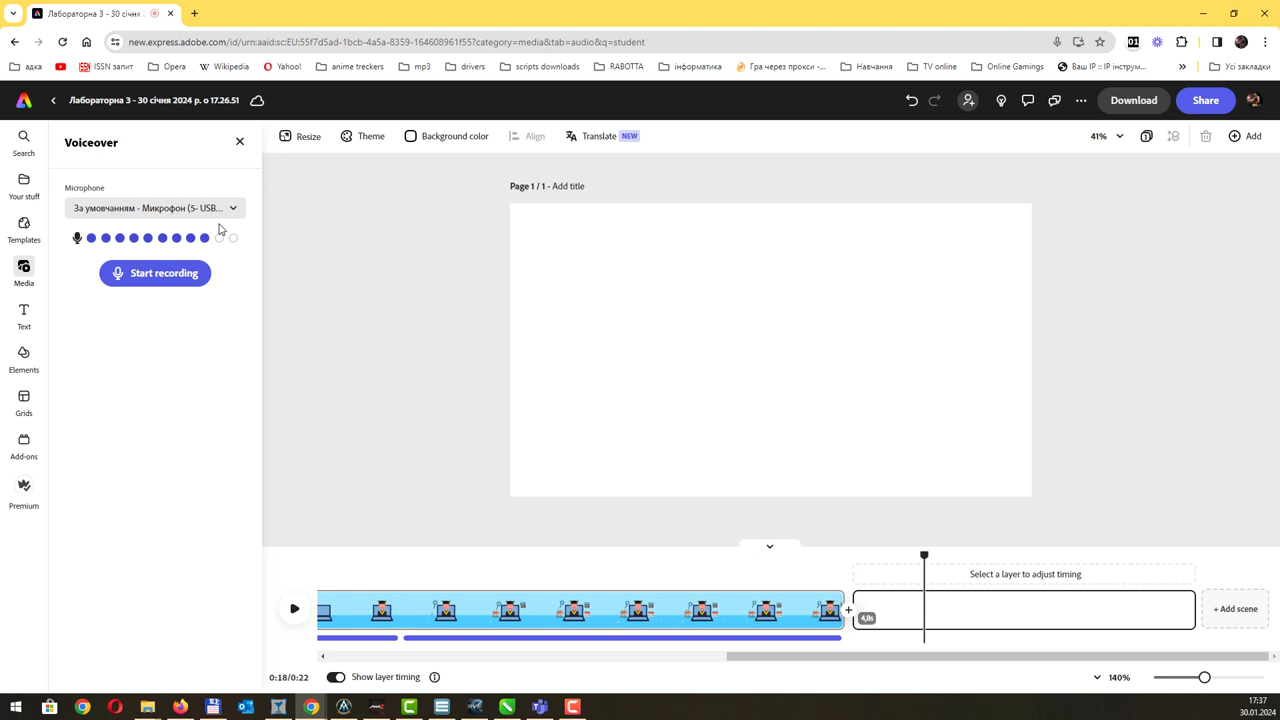 Лабораторна 3 - 30 січня
new.express.adobe.com/id/urn:aaid:sc:EU:55f7d5ad-1bcb-4a5a-8359-164608961f55?category=media&tab=audio&q=student
адка
ISSN запит
Opera
Wikipedia
Yahoo!
anime treckers
mp3
drivers
scripts downloads
RABOTTA
інформатика
Гра через прокси -...
Навчання
TV online
Online Gamings
Ваш IP :: IP інструм...
Усі закладки
Лабораторна 3 - 30 січня 2024 р. о 17.26.51
Download
Share
Search
Your stuff
Templates
Media
Text
Elements
Grids
Add-ons
Premium
Voiceover
Microphone
За умовчанням - Микрофон (5- USB...
Start recording
Resize
Theme
Background color
Align
Translate NEW
41%
Add
Page 1 / 1 - Add title
Select a layer to adjust timing
4,8s
+ Add scene
0:18/0:22
Show layer timing
140%
17:37
30.01.2024